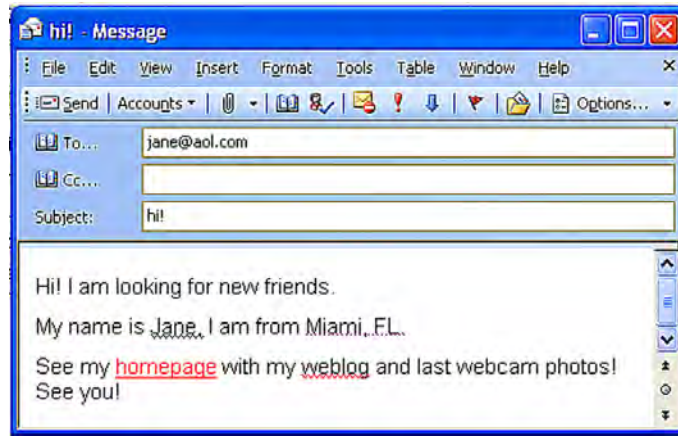 hi! - Message
File Edit View Insert Format Tools Table Window Help
Send Accounts Options...
To... jane@aol.com
Cc...
Subject: hi!
Hi! I am looking for new friends.
My name is Jane, I am from Miami, FL.
See my homepage with my weblog and last webcam photos!
See you!